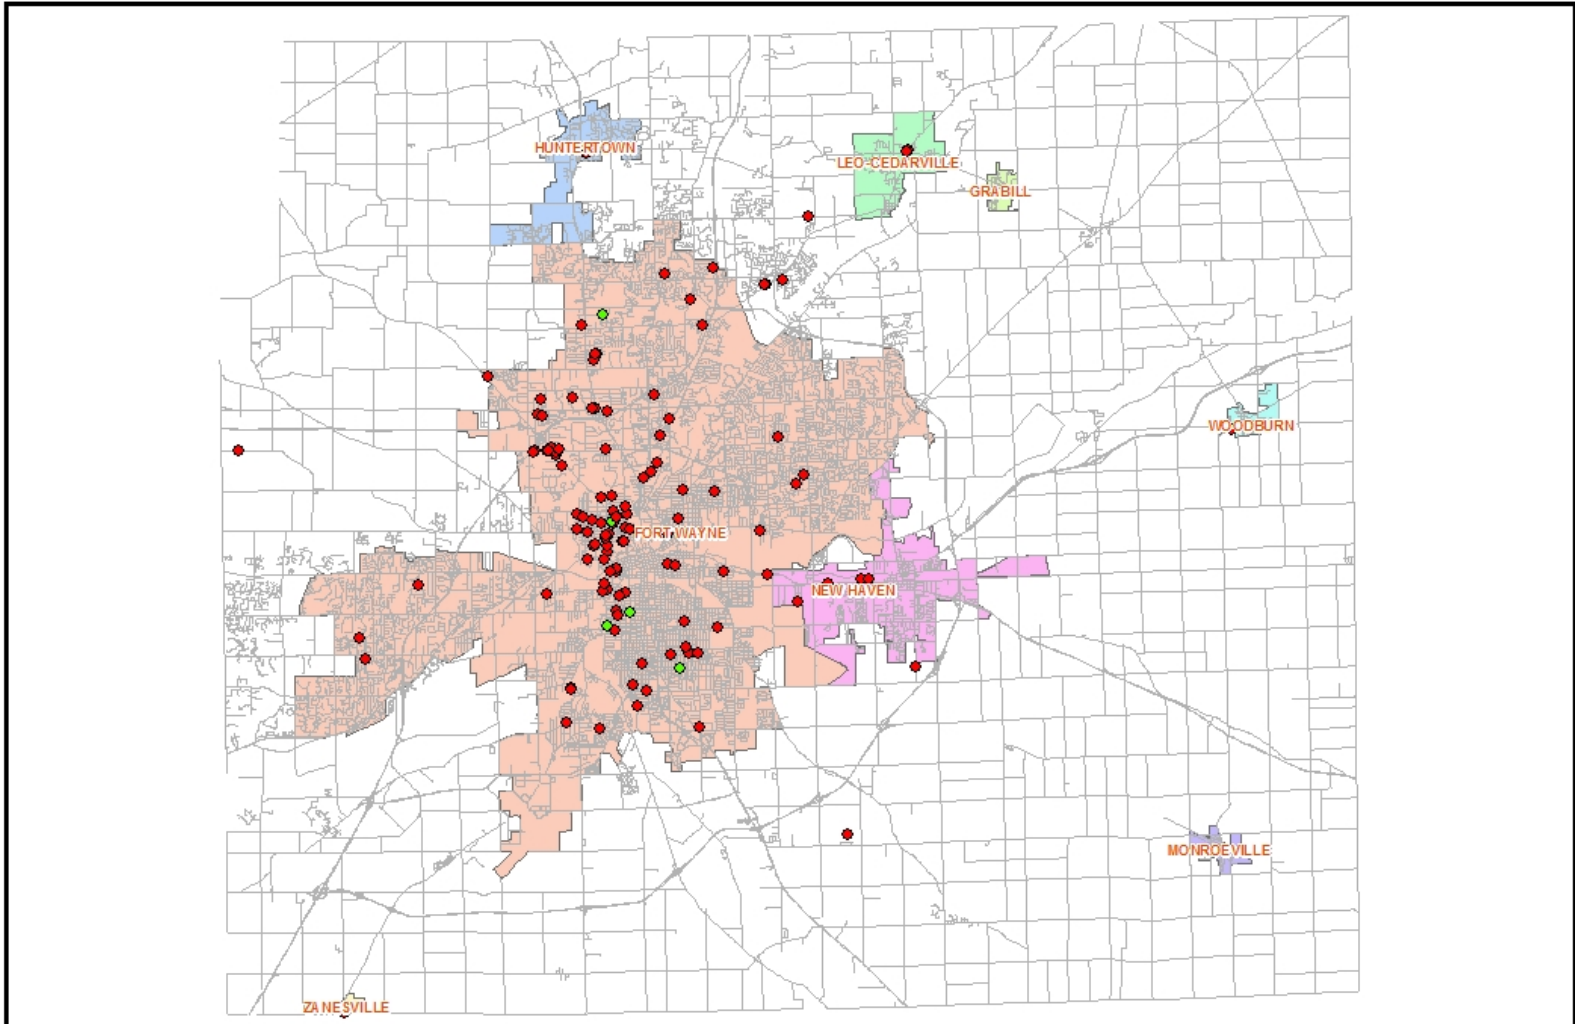 HUNTERTOWN
LEO-CEDARVILLE
GRABILL
WOODBURN
FORT WAYNE
NEW HAVEN
MONROEVILLE
ZANESVILLE